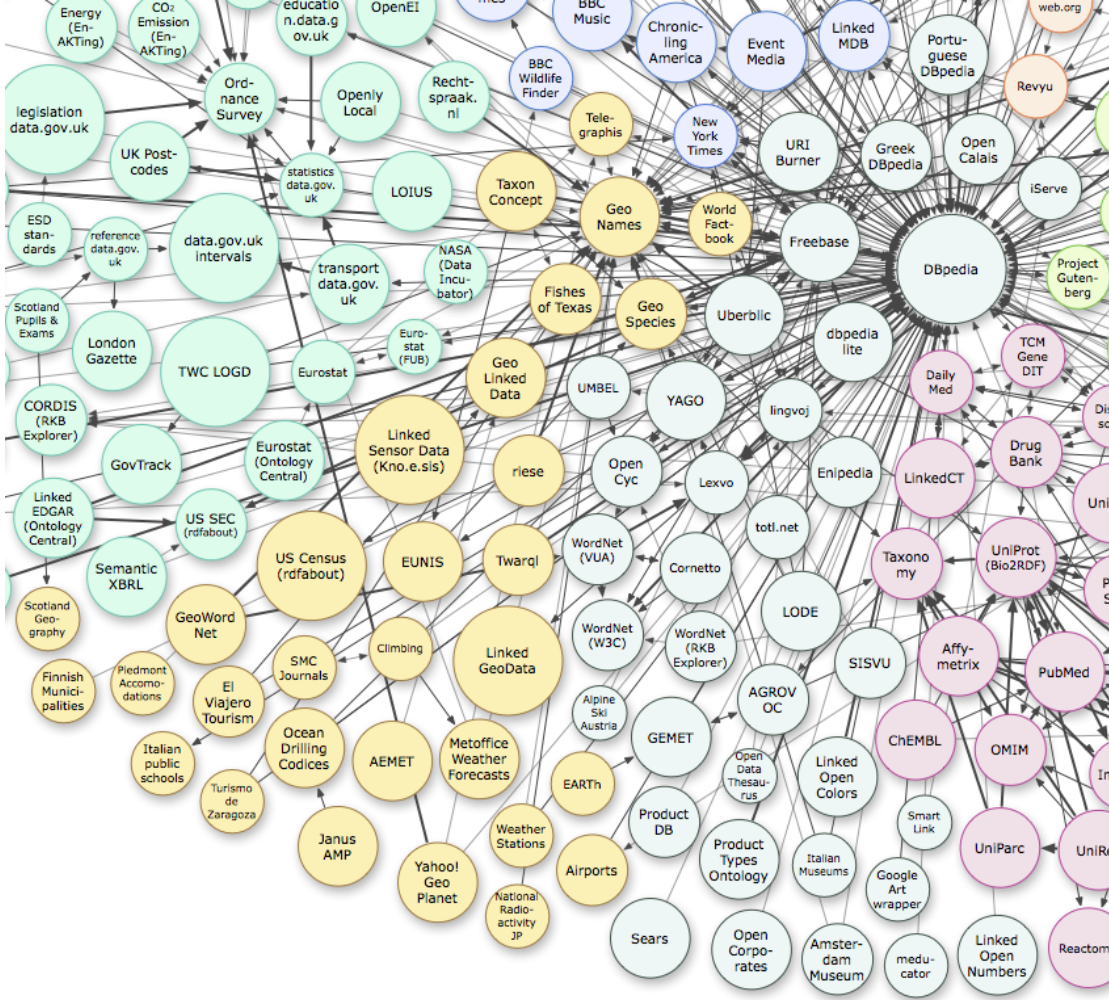 Energy
(En-
AKTing)
CO2
Emission
(En-
AKTing)
educatio
n.data.g
ov.uk
OpenEI
BBC
Music
Chronic-
ling
America
Event
Media
Linked
MDB
Portu-
guese
DBpedia
web.org
Revyu
legislation
data.gov.uk
Ord-
nance
Survey
Openly
Local
Recht-
spraak.
nl
BBC
Wildlife
Finder
Tele-
graphis
New
York
Times
URI
Burner
Greek
DBpedia
Open
Calais
iServe
UK Post-
codes
statistics
data.gov.
uk
LOIUS
Taxon
Concept
Geo
Names
World
Fact-
book
Freebase
DBpedia
Project
Guten-
berg
ESD
stan-
dards
reference
data.gov.
uk
data.gov.uk
intervals
transport
data.gov.
uk
NASA
(Data
Incu-
bator)
Fishes
of Texas
Geo
Species
Uberblic
dbpedia
lite
TCM
Gene
DIT
Scotland
Pupils &
Exams
London
Gazette
TWC LOGD
Eurostat
Euro-
stat
(FUB)
Geo
Linked
Data
UMBEL
YAGO
lingvoj
Daily
Med
CORDIS
(RKB
Explorer)
GovTrack
Eurostat
(Ontology
Central)
Linked
Sensor Data
(Kno.e.sis)
riese
Open
Cyc
Lexvo
Enipedia
LinkedCT
Drug
Bank
Linked
EDGAR
(Ontology
Central)
US SEC
(rdfabout)
Semantic
XBRL
US Census
(rdfabout)
EUNIS
Twarql
WordNet
(VUA)
Cornetto
totl.net
Taxono
my
UniProt
(Bio2RDF)
Scotland
Geo-
graphy
GeoWord
Net
SMC
Journals
Climbing
Linked
GeoData
WordNet
(W3C)
WordNet
(RKB
Explorer)
LODE
SISVU
Affy-
metrix
PubMed
Finnish
Munici-
palities
Piedmont
Accomo-
dations
El
Viajero
Tourism
Ocean
Drilling
Codices
AEMET
Metoffice
Weather
Forecasts
Alpine
Ski
Austria
GEMET
AGROV
OC
ChEMBL
OMIM
Italian
public
schools
Turismo
de
Zaragoza
Janus
AMP
EARTh
Open
Data
Thesau-
rus
Linked
Open
Colors
Smart
Link
Yahoo!
Geo
Planet
Weather
Stations
Airports
Product
DB
Product
Types
Ontology
Italian
Museums
Google
Art
wrapper
UniParc
National
Radio-
activity
JP
Sears
Open
Corpo-
rates
Amster-
dam
Museum
medu-
cator
Linked
Open
Numbers
Reactom